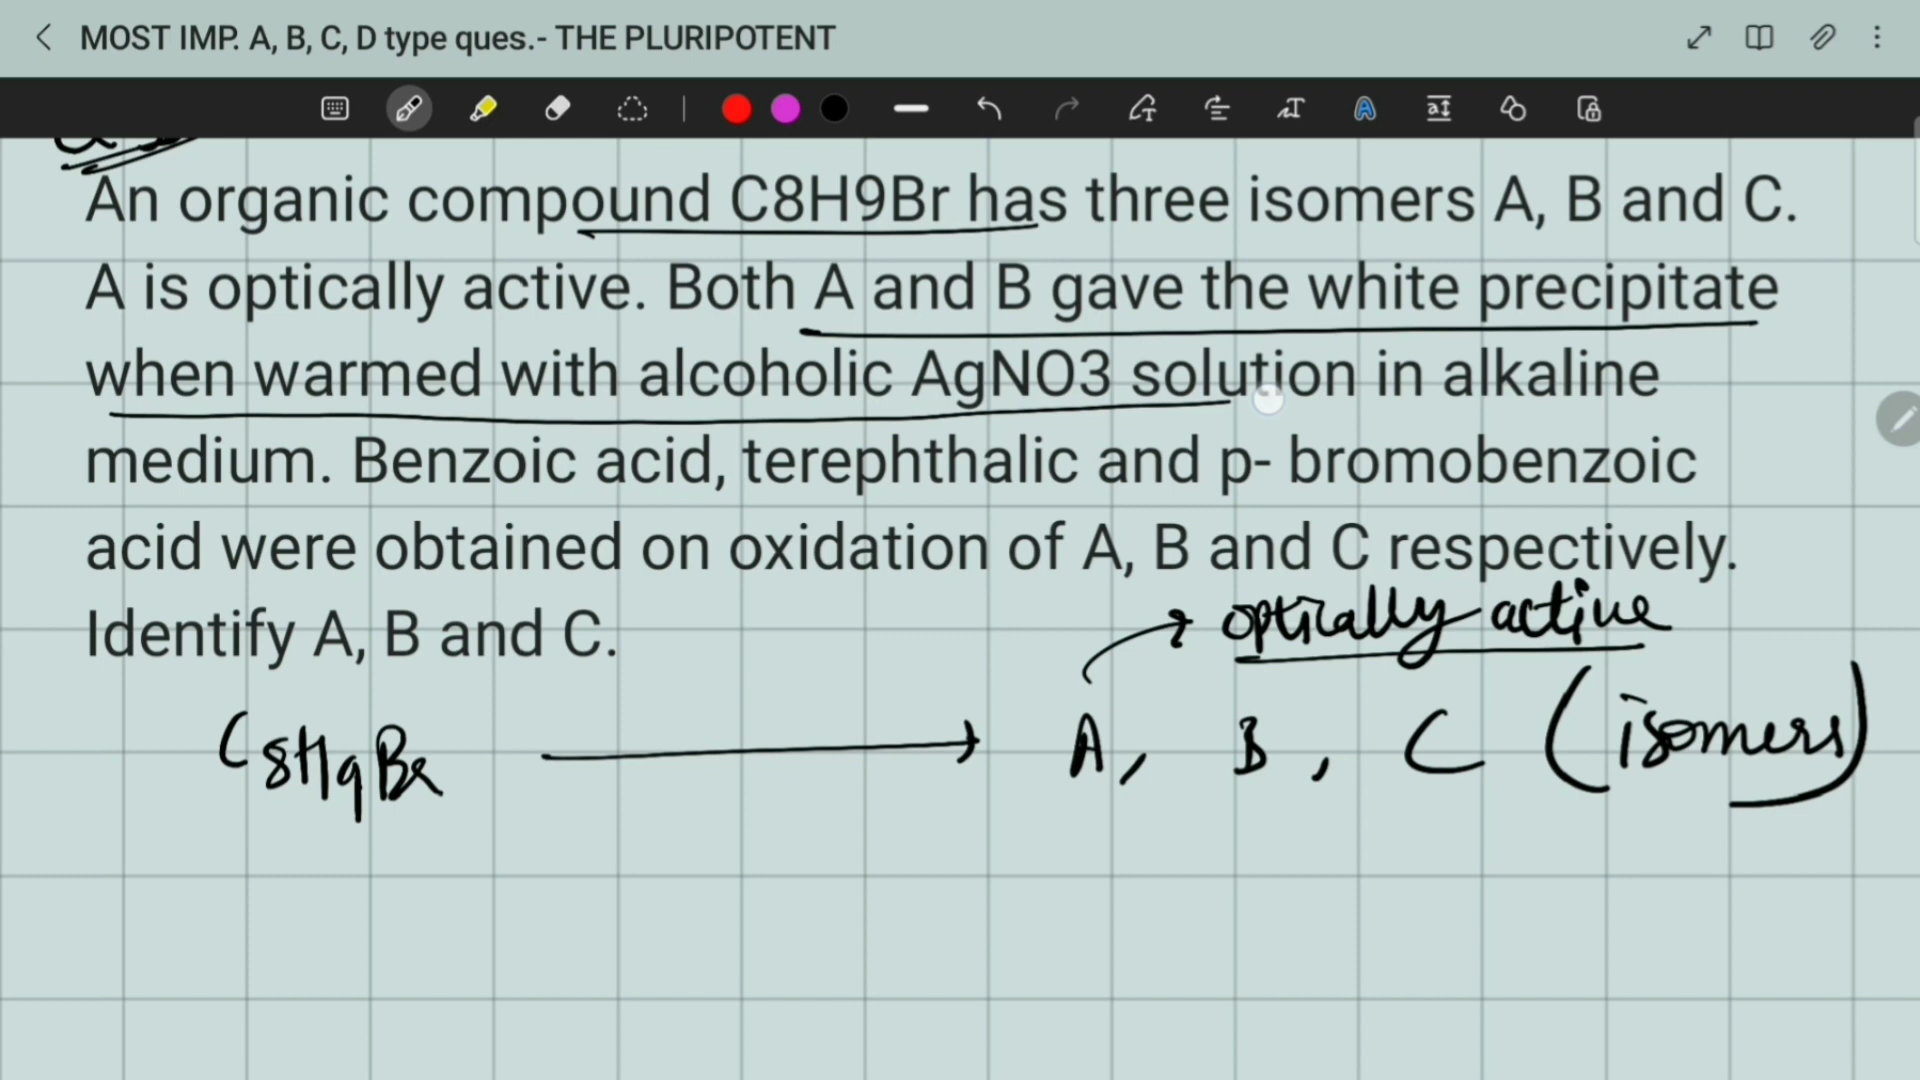 MOST IMP. A, B, C, D type ques.- THE PLURIPOTENT
An organic compound C8H9Br has three isomers A, B and C.
A is optically active. Both A and B gave the white precipitate
when warmed with alcoholic AgNO3 solution in alkaline
medium. Benzoic acid, terephthalic and p- bromobenzoic
acid were obtained on oxidation of A, B and C respectively.
Identify A, B and C.
optically active
C8H9Br A, B, C (isomers)